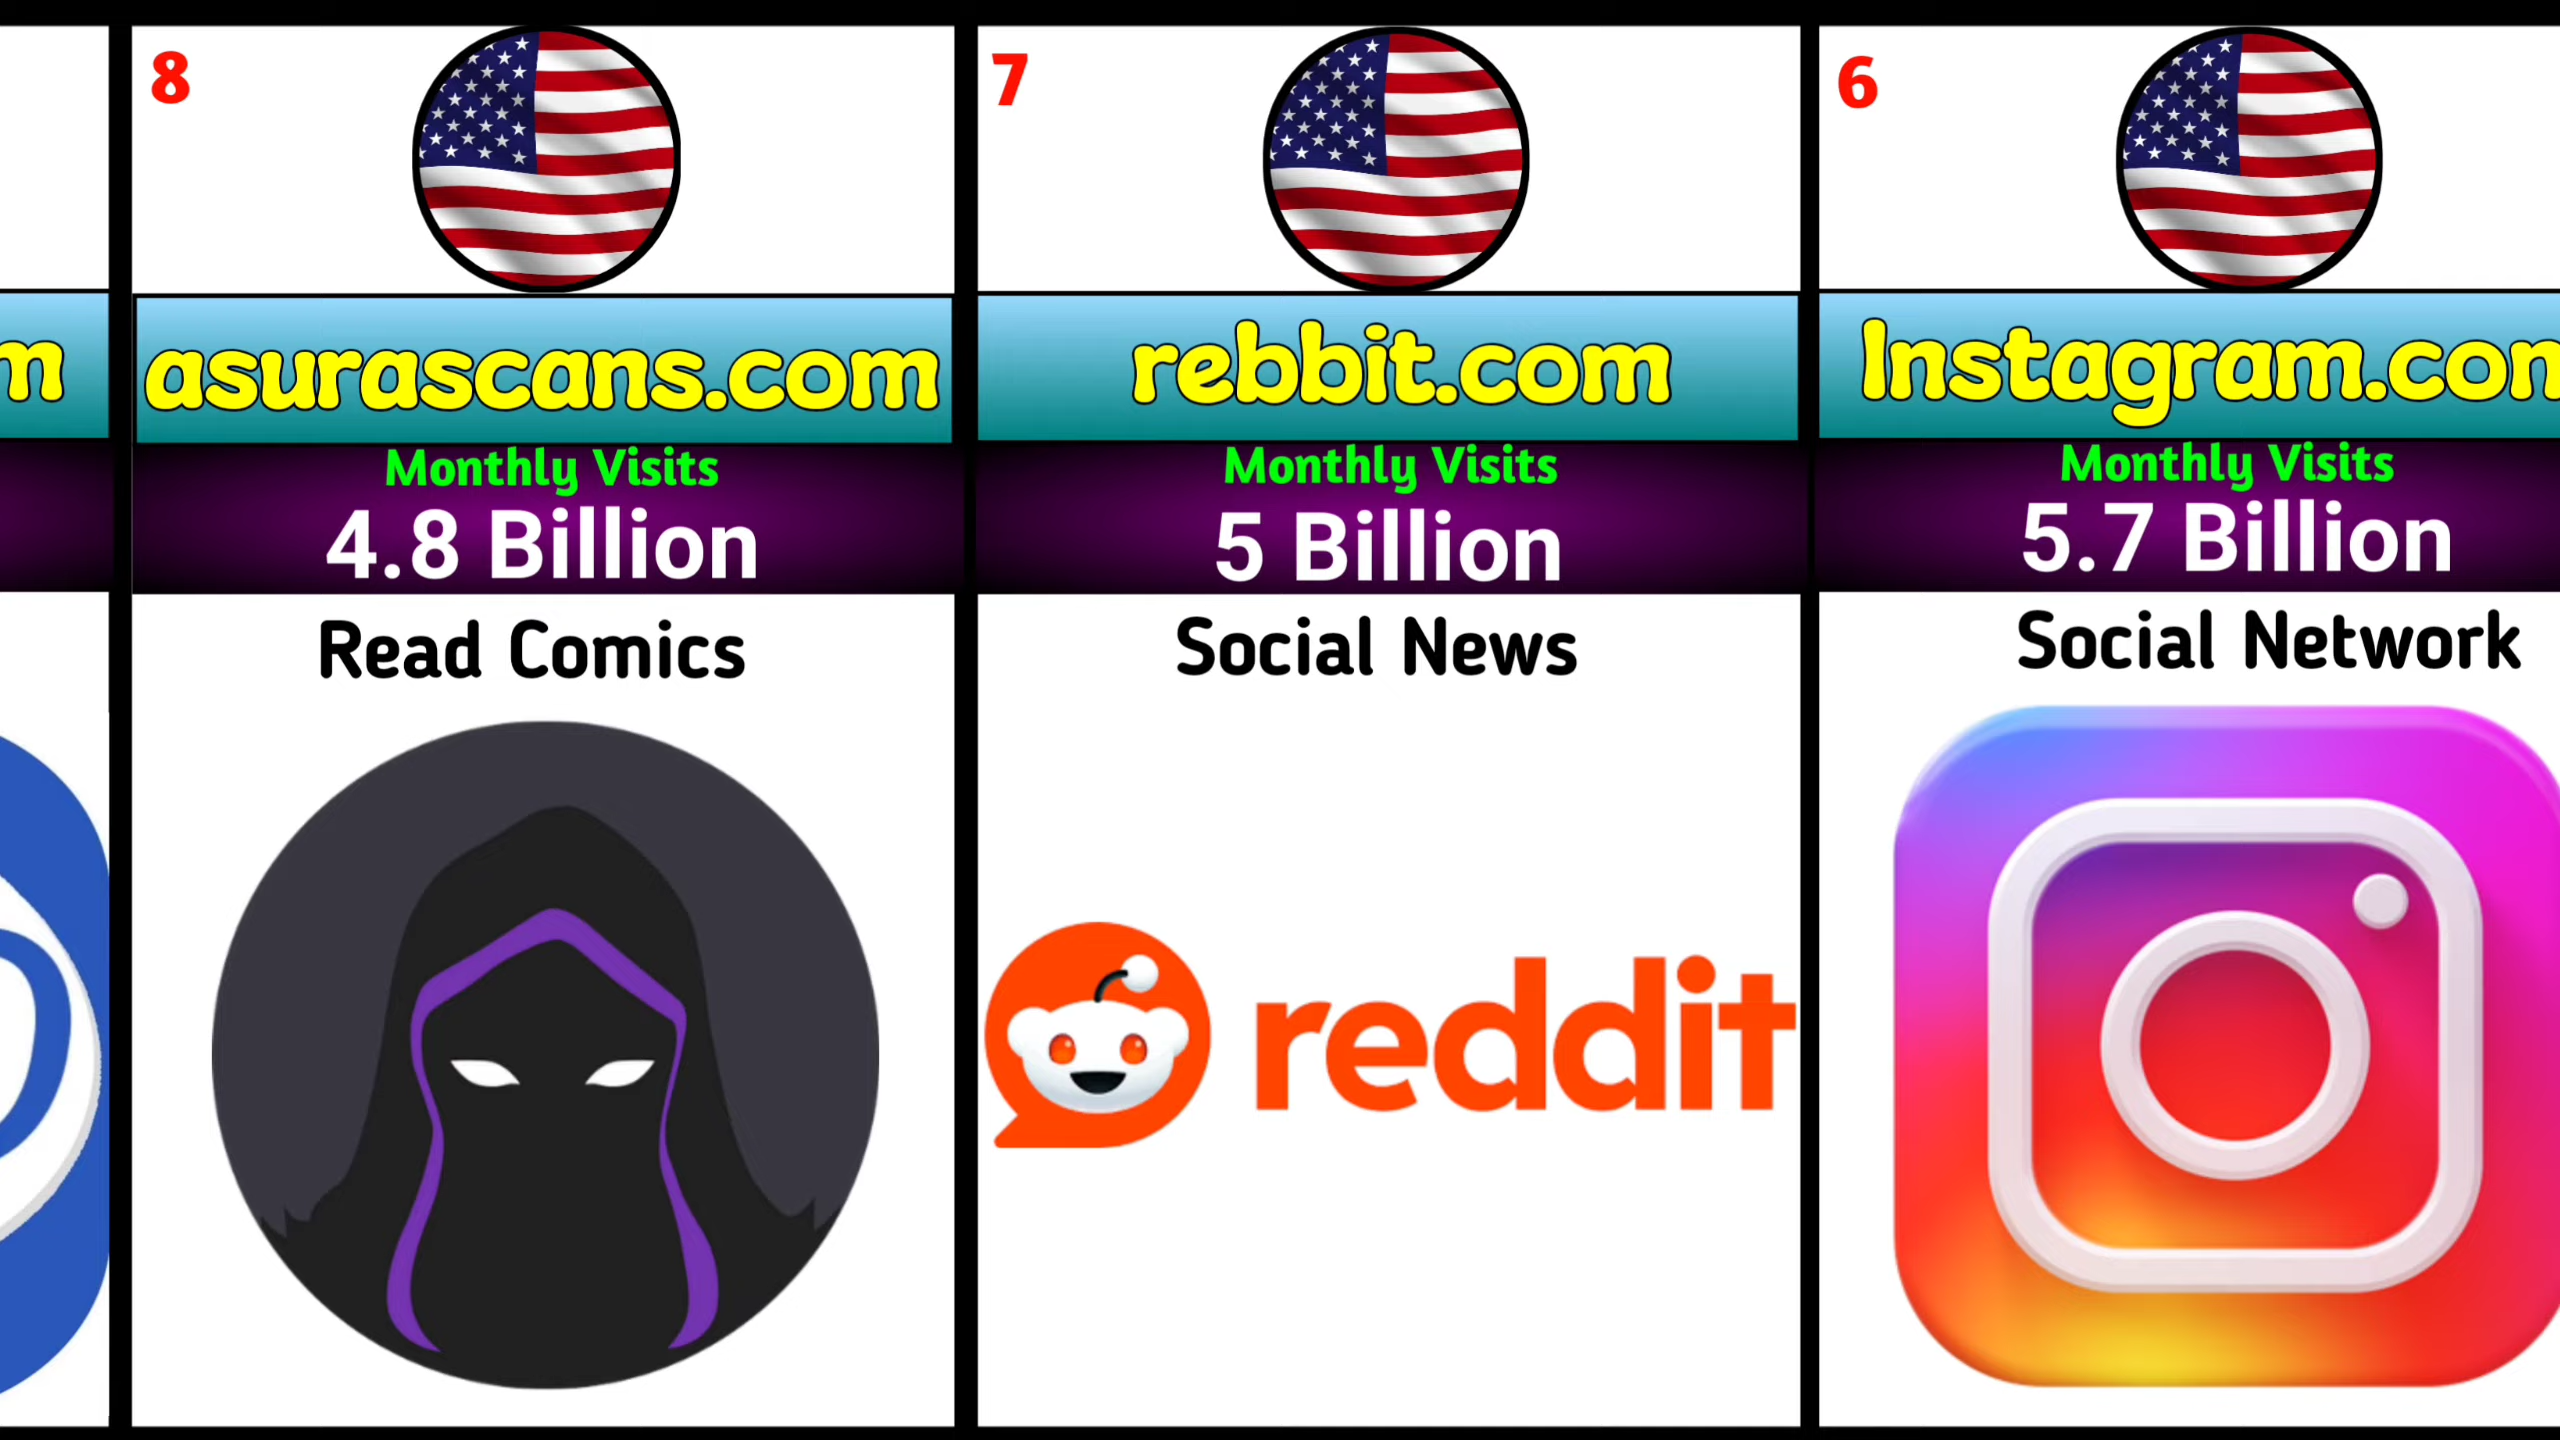 8
asurascans.com
Monthly Visits
4.8 Billion
Read Comics
7
rebbit.com
Monthly Visits
5 Billion
Social News
reddit
6
Instagram.com
Monthly Visits
5.7 Billion
Social Network